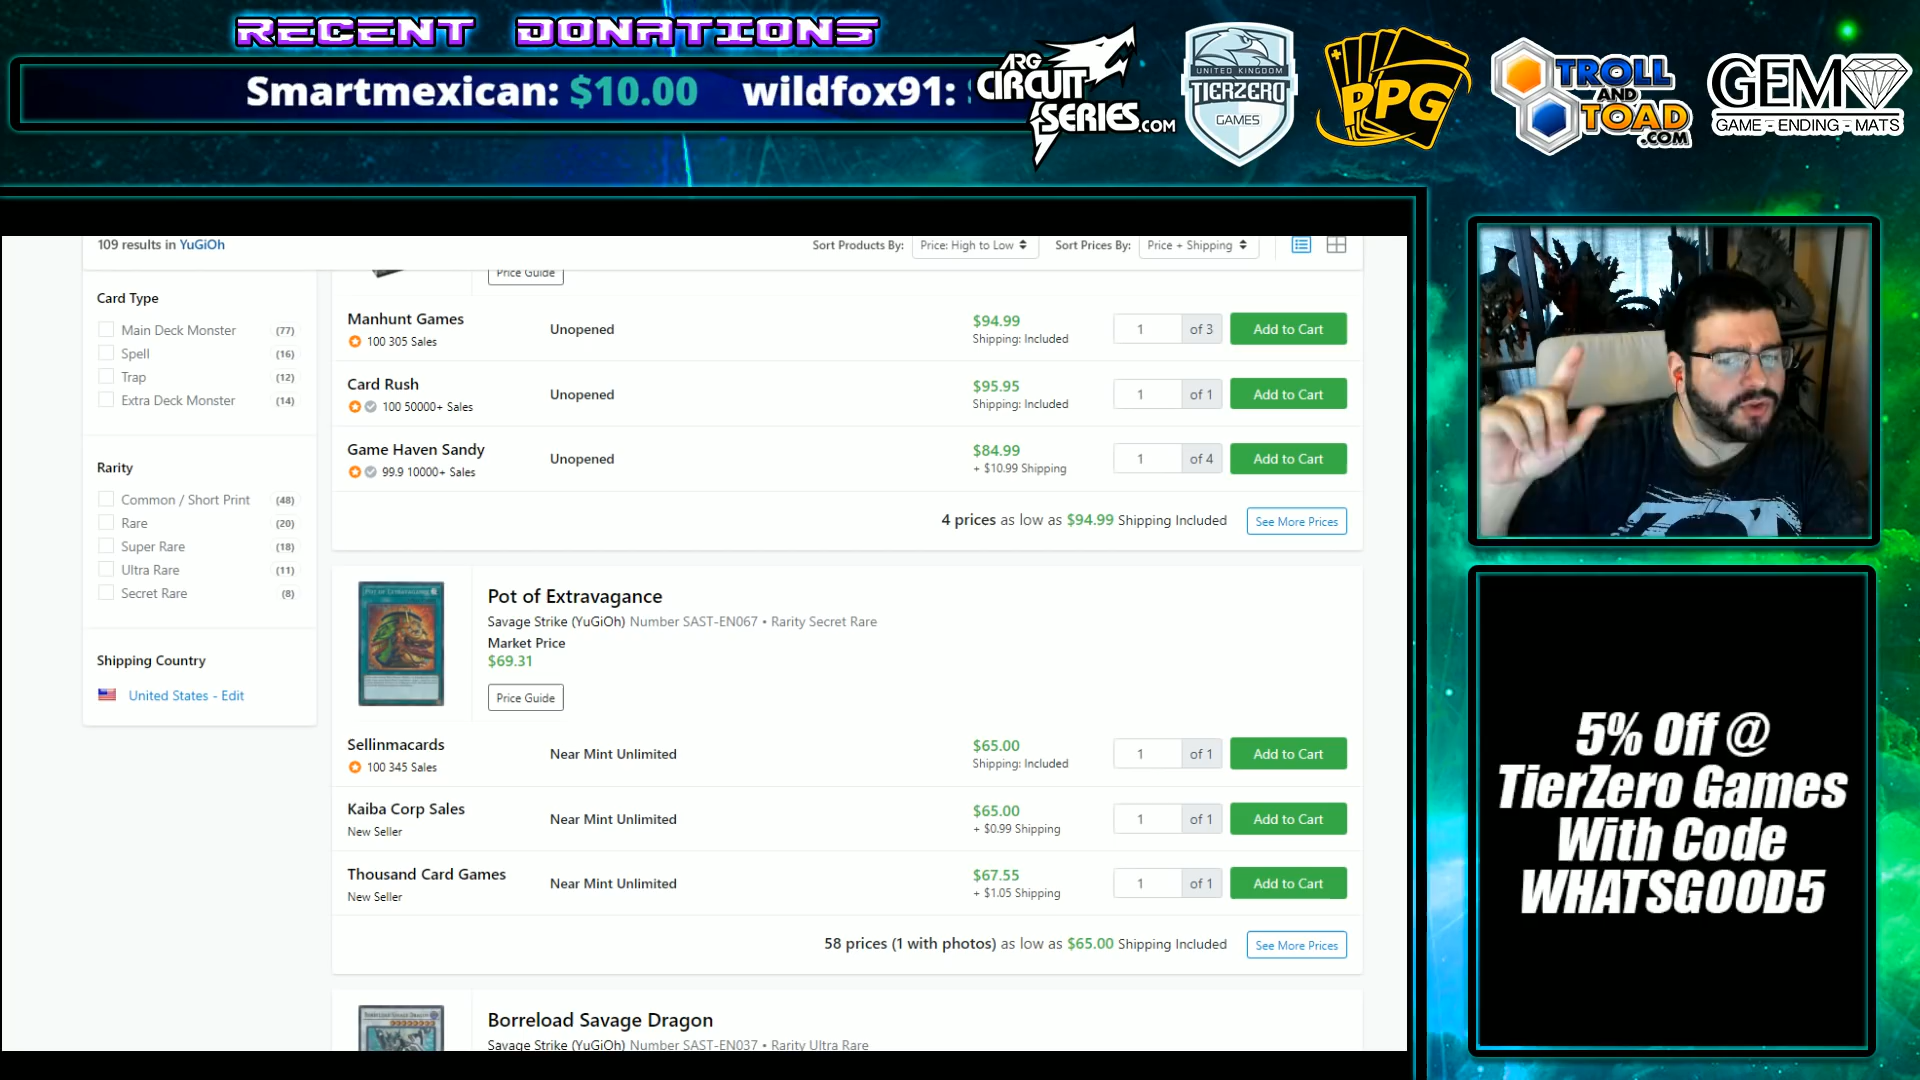 RECENT DONATIONS
Smartmexican: $10.00 wildfox91:
ARG
CIRCUIT
SERIES.COM
UNITED KINGDOM
TIERZERO
GAMES
PPG
TROLL
AND
TOAD
.COM
GEM
GAME - ENDING - MATS
109 results in YuGiOh
Sort Products By: Price: High to Low
Sort Prices By: Price + Shipping
Card Type
Main Deck Monster (77)
Spell (16)
Trap (12)
Extra Deck Monster (14)
Rarity
Common / Short Print (48)
Rare (20)
Super Rare (18)
Ultra Rare (11)
Secret Rare (8)
Shipping Country
United States - Edit
Price Guide
Manhunt Games
100 305 Sales
Unopened
$94.99
Shipping: Included
1 of 3
Add to Cart
Card Rush
100 50000+ Sales
Unopened
$95.95
Shipping: Included
1 of 1
Add to Cart
Game Haven Sandy
99.9 10000+ Sales
Unopened
$84.99
+ $10.99 Shipping
1 of 4
Add to Cart
4 prices as low as $94.99 Shipping Included
See More Prices
Pot of Extravagance
Pot of Extravagance
Savage Strike (YuGiOh) Number SAST-EN067 • Rarity Secret Rare
Market Price
$69.31
Price Guide
Sellinmacards
100 345 Sales
Near Mint Unlimited
$65.00
Shipping: Included
1 of 1
Add to Cart
Kaiba Corp Sales
New Seller
Near Mint Unlimited
$65.00
+ $0.99 Shipping
1 of 1
Add to Cart
Thousand Card Games
New Seller
Near Mint Unlimited
$67.55
+ $1.05 Shipping
1 of 1
Add to Cart
58 prices (1 with photos) as low as $65.00 Shipping Included
See More Prices
Borreload Savage Dragon
Borreload Savage Dragon
Savage Strike (YuGiOh) Number SAST-EN037 • Rarity Ultra Rare
5% Off @
TierZero Games
With Code
WHATSGOOD5